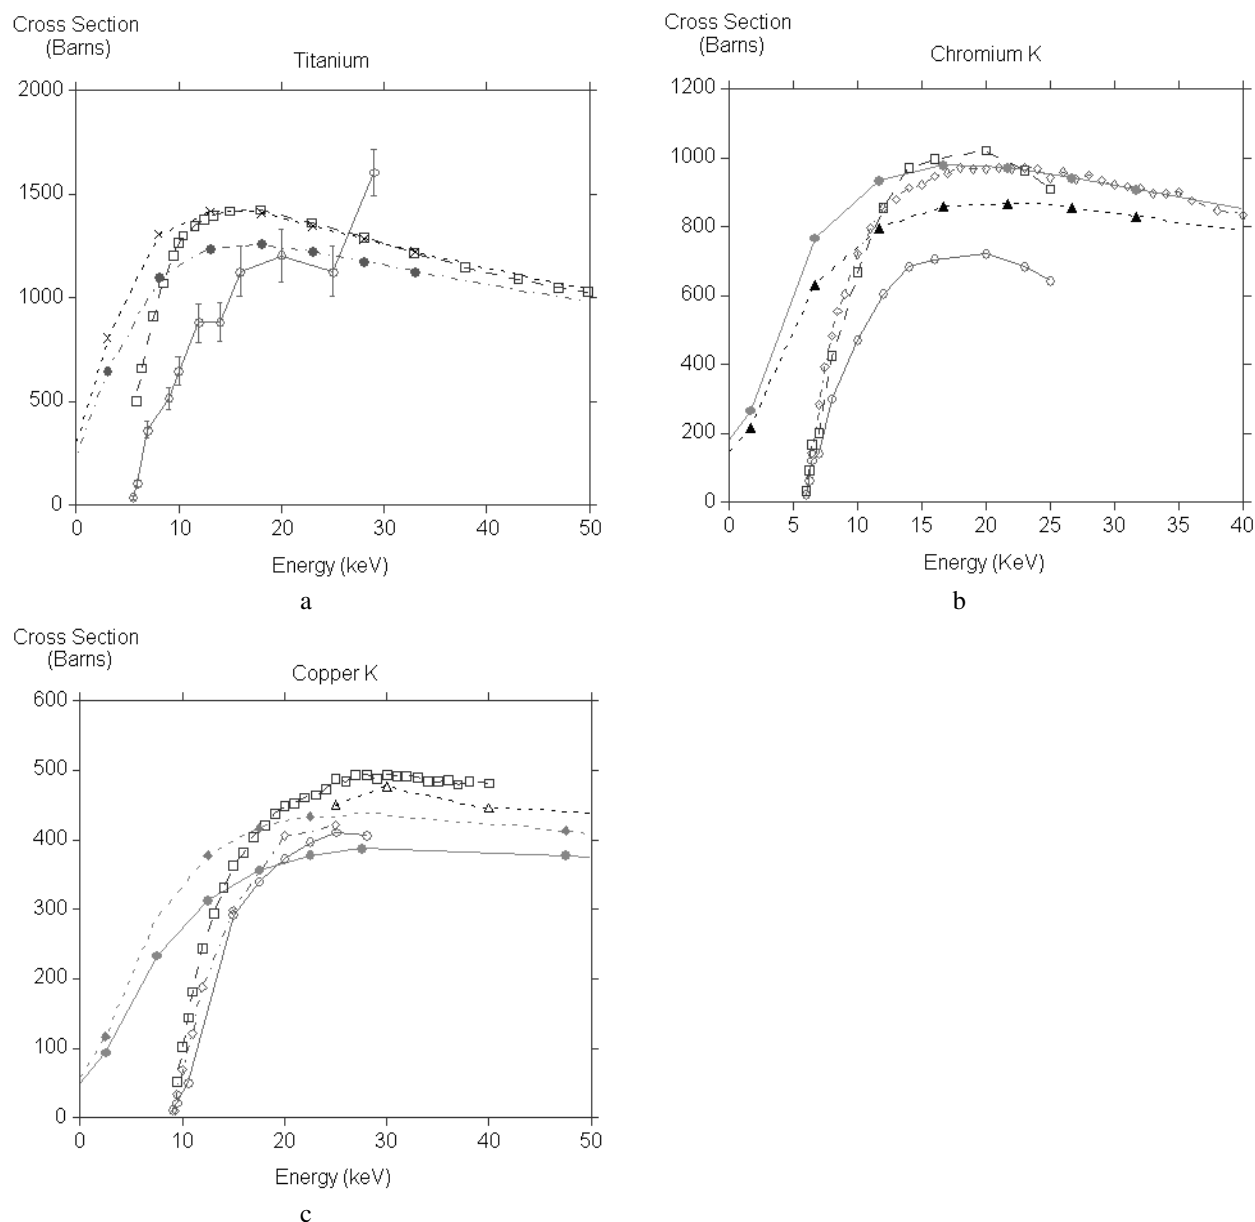 Cross Section
(Barns)
Titanium
2000
1500
1000
500
0
0 10 20 30 40 50
Energy (keV)
a
Cross Section
(Barns)
Chromium K
1200
1000
800
600
400
200
0
0 5 10 15 20 25 30 35 40
Energy (KeV)
b
Cross Section
(Barns)
Copper K
600
500
400
300
200
100
0
0 10 20 30 40 50
Energy (keV)
c